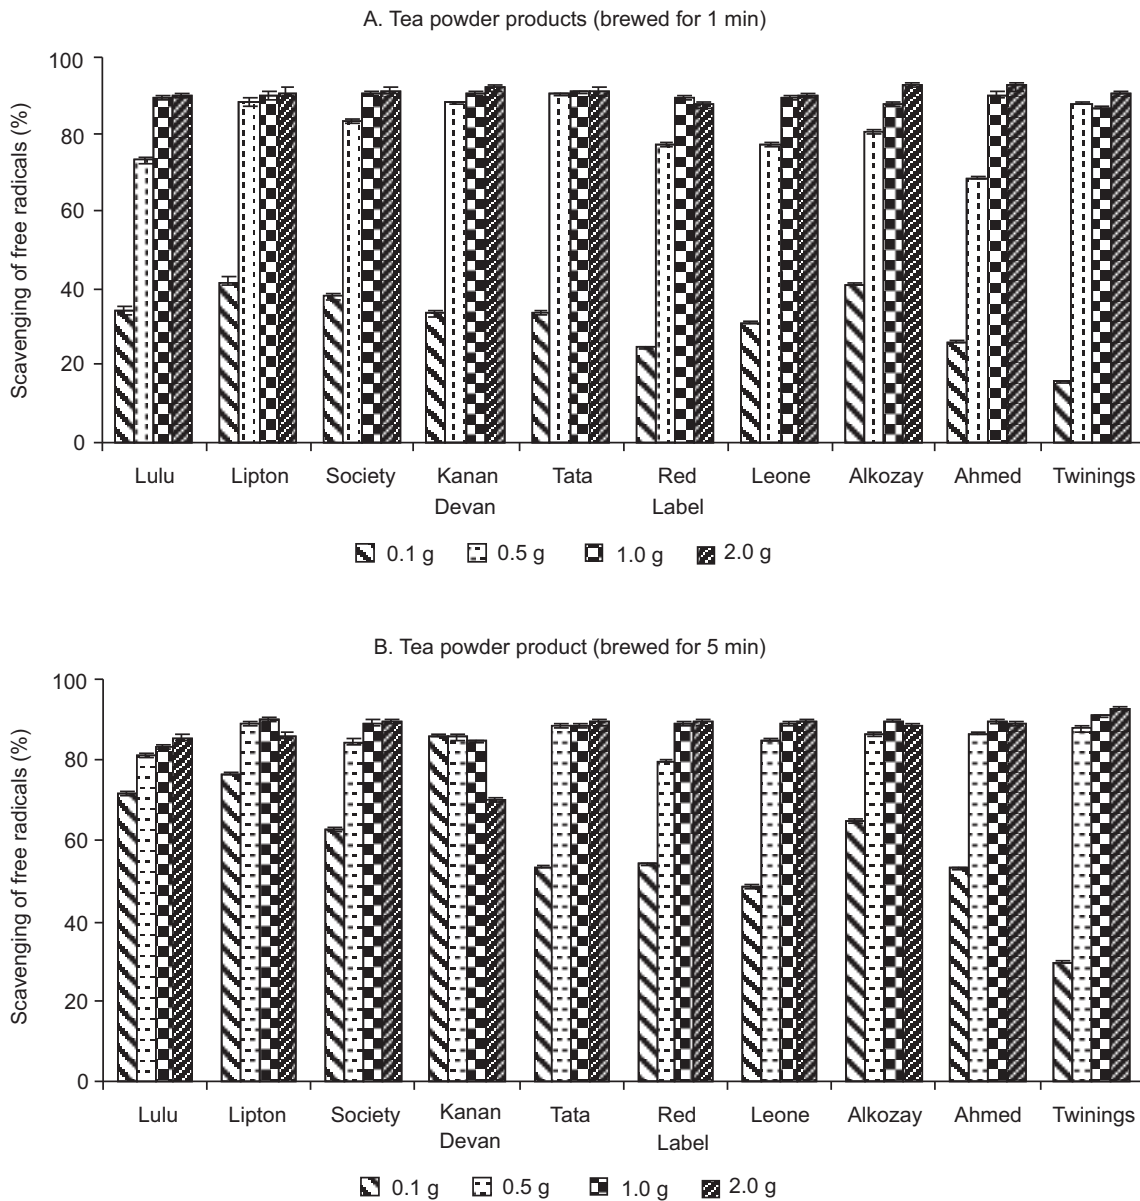 A. Tea powder products (brewed for 1 min)
Scavenging of free radicals (%)
100
80
60
40
20
0
Lulu Lipton Society Kanan Devan Tata Red Label Leone Alkozay Ahmed Twinings
0.1 g 0.5 g 1.0 g 2.0 g
B. Tea powder product (brewed for 5 min)
Scavenging of free radicals (%)
100
80
60
40
20
0
Lulu Lipton Society Kanan Devan Tata Red Label Leone Alkozay Ahmed Twinings
0.1 g 0.5 g 1.0 g 2.0 g